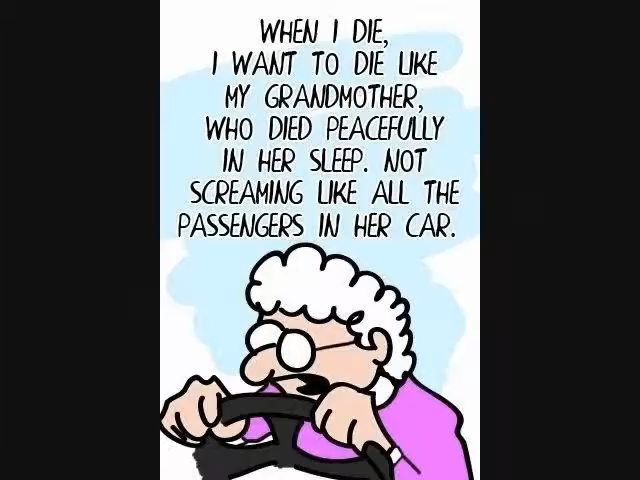 WHEN I DIE,
I WANT TO DIE LIKE
MY GRANDMOTHER,
WHO DIED PEACEFULLY
IN HER SLEEP. NOT
SCREAMING LIKE ALL THE
PASSENGERS IN HER CAR.